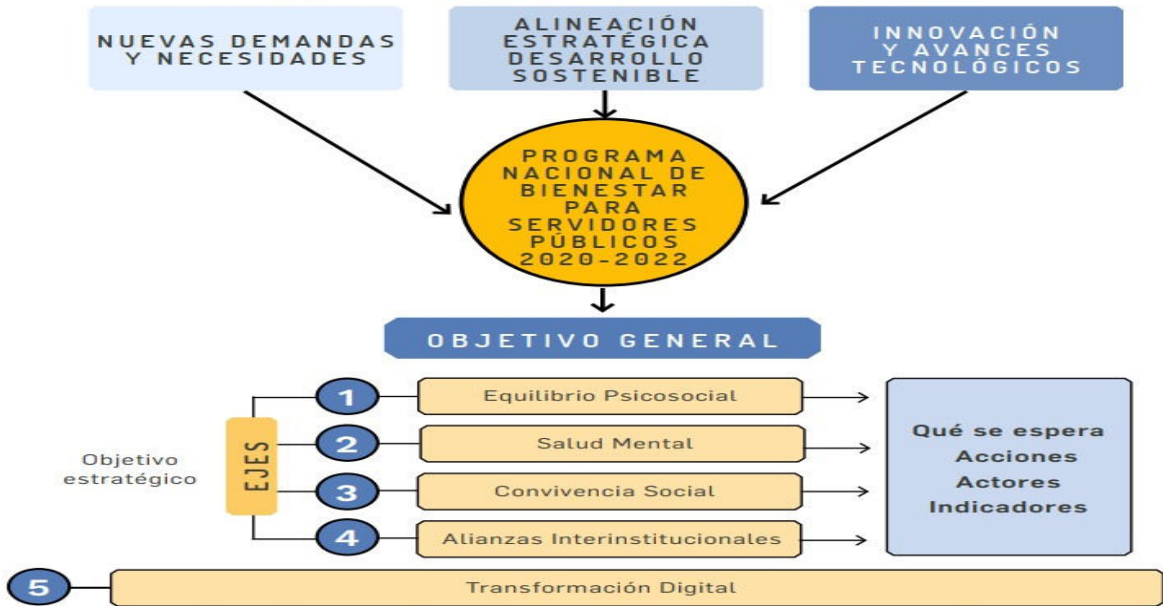 NUEVAS DEMANDAS
Y NECESIDADES
ALINEACIÓN
ESTRATÉGICA
DESARROLLO
SOSTENIBLE
INNOVACIÓN
Y AVANCES
TECNOLÓGICOS
PROGRAMA
NACIONAL DE
BIENESTAR
PARA
SERVIDORES
PÚBLICOS
2020-2022
OBJETIVO GENERAL
Objetivo
estratégico
EJES
1
Equilibrio Psicosocial
2
Salud Mental
3
Convivencia Social
4
Alianzas Interinstitucionales
Qué se espera
Acciones
Actores
Indicadores
5
Transformación Digital